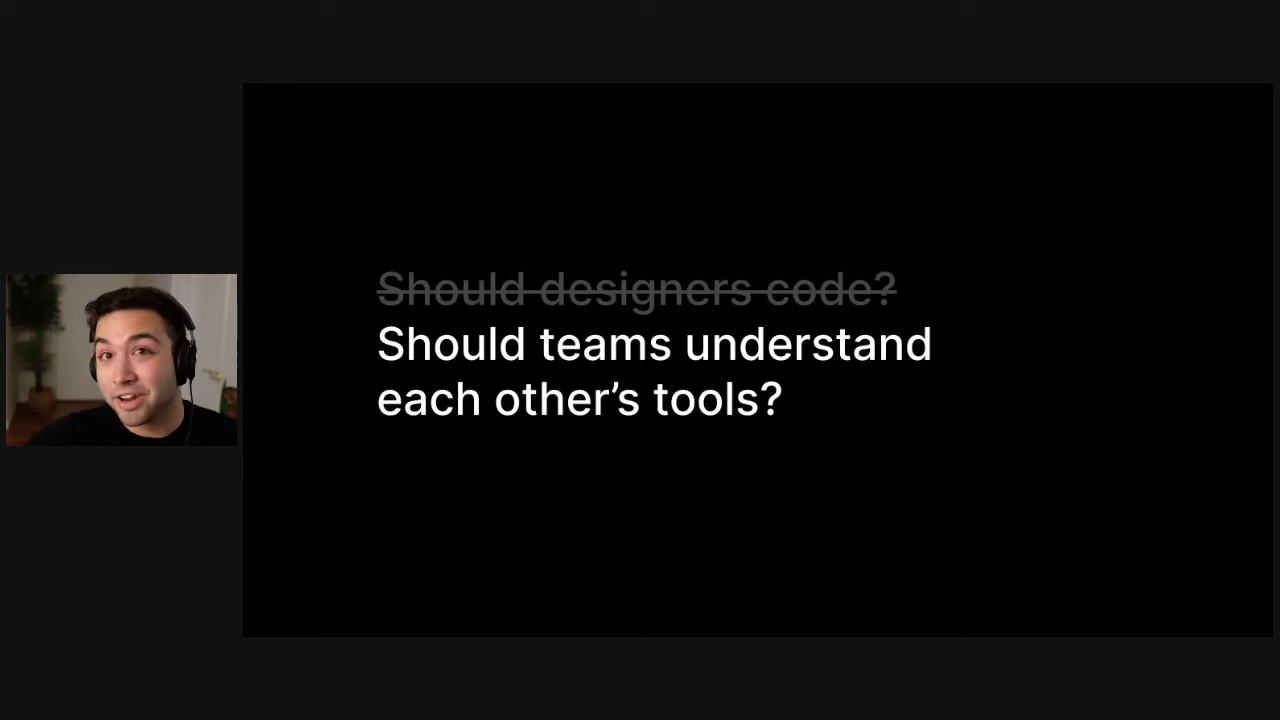 Should designers code?
Should teams understand
each other’s tools?